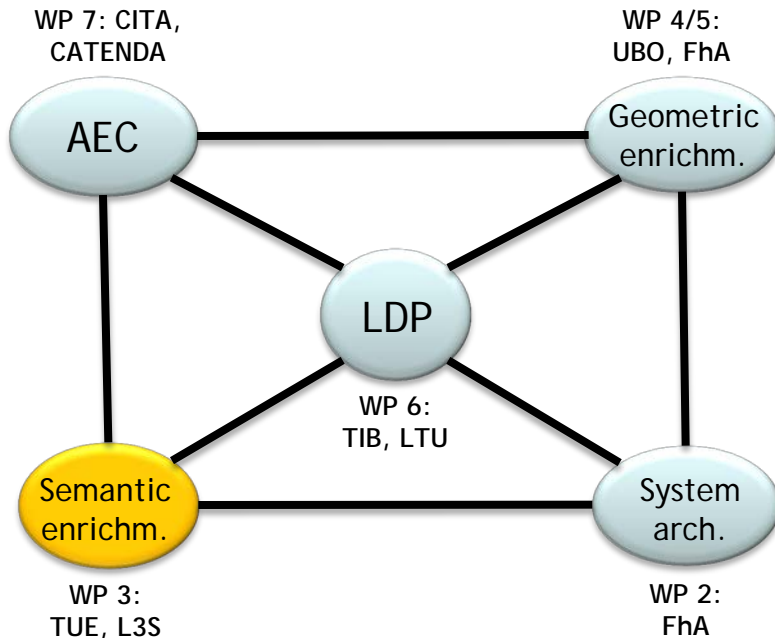 WP 7: CITA,
CATENDA
WP 4/5:
UBO, FhA
AEC
Geometric
enrichm.
LDP
WP 6:
TIB, LTU
Semantic
enrichm.
System
arch.
WP 3:
TUE, L3S
WP 2:
FhA